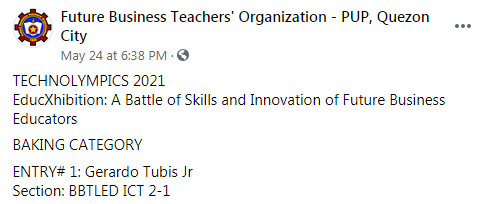 Future Business Teachers' Organization - PUP, Quezon
City
May 24 at 6:38 PM ·
TECHNOLYMPICS 2021
EducXhibition: A Battle of Skills and Innovation of Future Business
Educators
BAKING CATEGORY
ENTRY# 1: Gerardo Tubis Jr
Section: BBTLED ICT 2-1